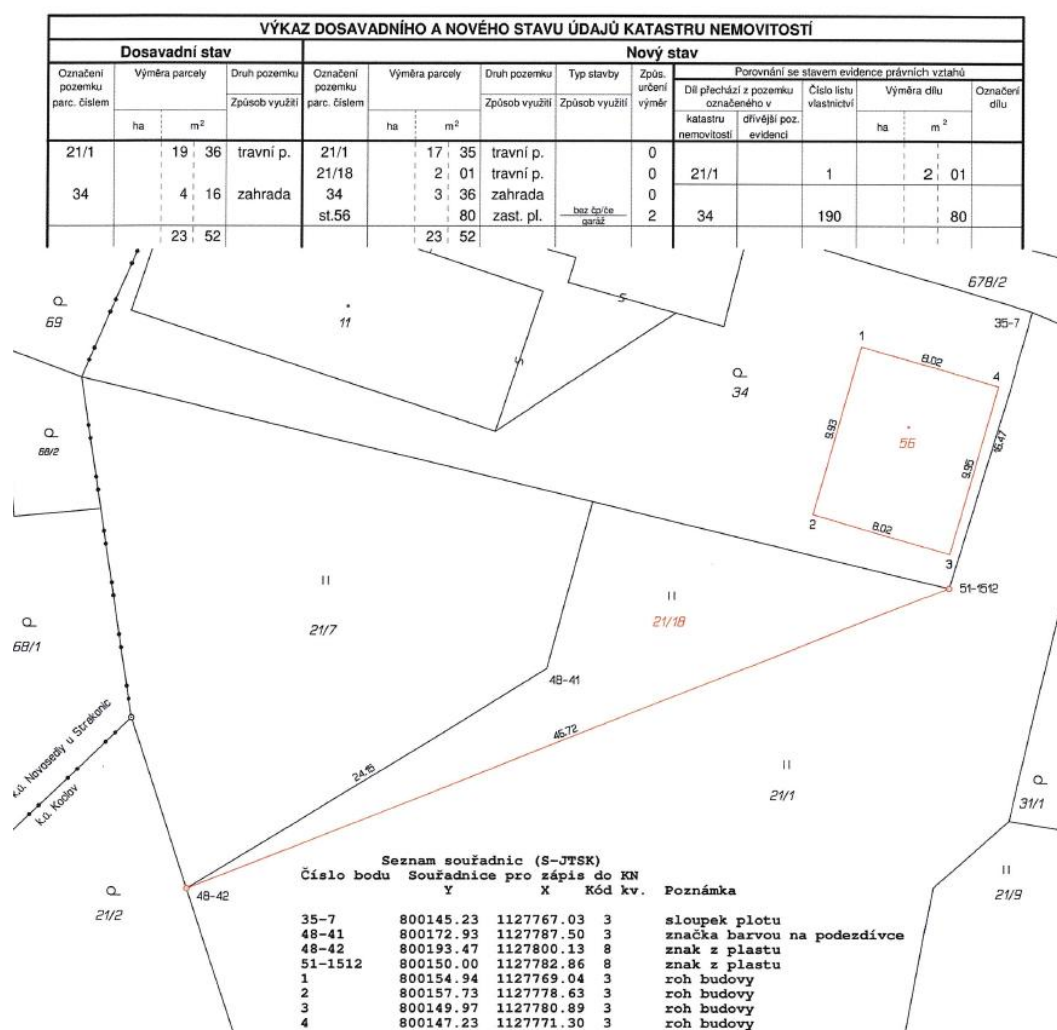 VÝKAZ DOSAVADNÍHO A NOVÉHO STAVU ÚDAJŮ KATASTRU NEMOVITOSTÍ
Dosavadní stav Nový stav
Označení pozemku parc. číslem Výměra parcely Druh pozemku Označení pozemku parc. číslem Výměra parcely Druh pozemku Typ stavby Způs. určení výměr Porovnání se stavem evidence právních vztahů
Způsob využití Způsob využití Způsob využití Díl přechází z pozemku označeného v Číslo listu vlastnictví Výměra dílu Označení dílu
ha m² ha m² katastru nemovitostí dřívější poz. evidenci ha m²
21/1 19 36 travní p. 21/1 17 35 travní p. 0
21/18 2 01 travní p. 0 21/1 1 2 01
34 4 16 zahrada 34 3 36 zahrada 0
st.56 80 zast. pl. bez čp/če garáž 2 34 190 80
23 52 23 52
678/2
69
11
35-7
1
8.02
4
34
9.93
56
9.95
16.47
68/2
2
8.02
3
51-1512
21/7
21/18
68/1
48-41
k.ú. Novosedly u Strakonic
k.ú. Koclov
45.72
24.15
21/1
31/1
48-42
21/2
21/9
Seznam souřadnic (S-JTSK)
Číslo bodu Souřadnice pro zápis do KN
Y X Kód kv. Poznámka
35-7 800145.23 1127767.03 3 sloupek plotu
48-41 800172.93 1127787.50 3 značka barvou na podezdívce
48-42 800193.47 1127800.13 8 znak z plastu
51-1512 800150.00 1127782.86 8 znak z plastu
1 800154.94 1127769.04 3 roh budovy
2 800157.73 1127778.63 3 roh budovy
3 800149.97 1127780.89 3 roh budovy
4 800147.23 1127771.30 3 roh budovy